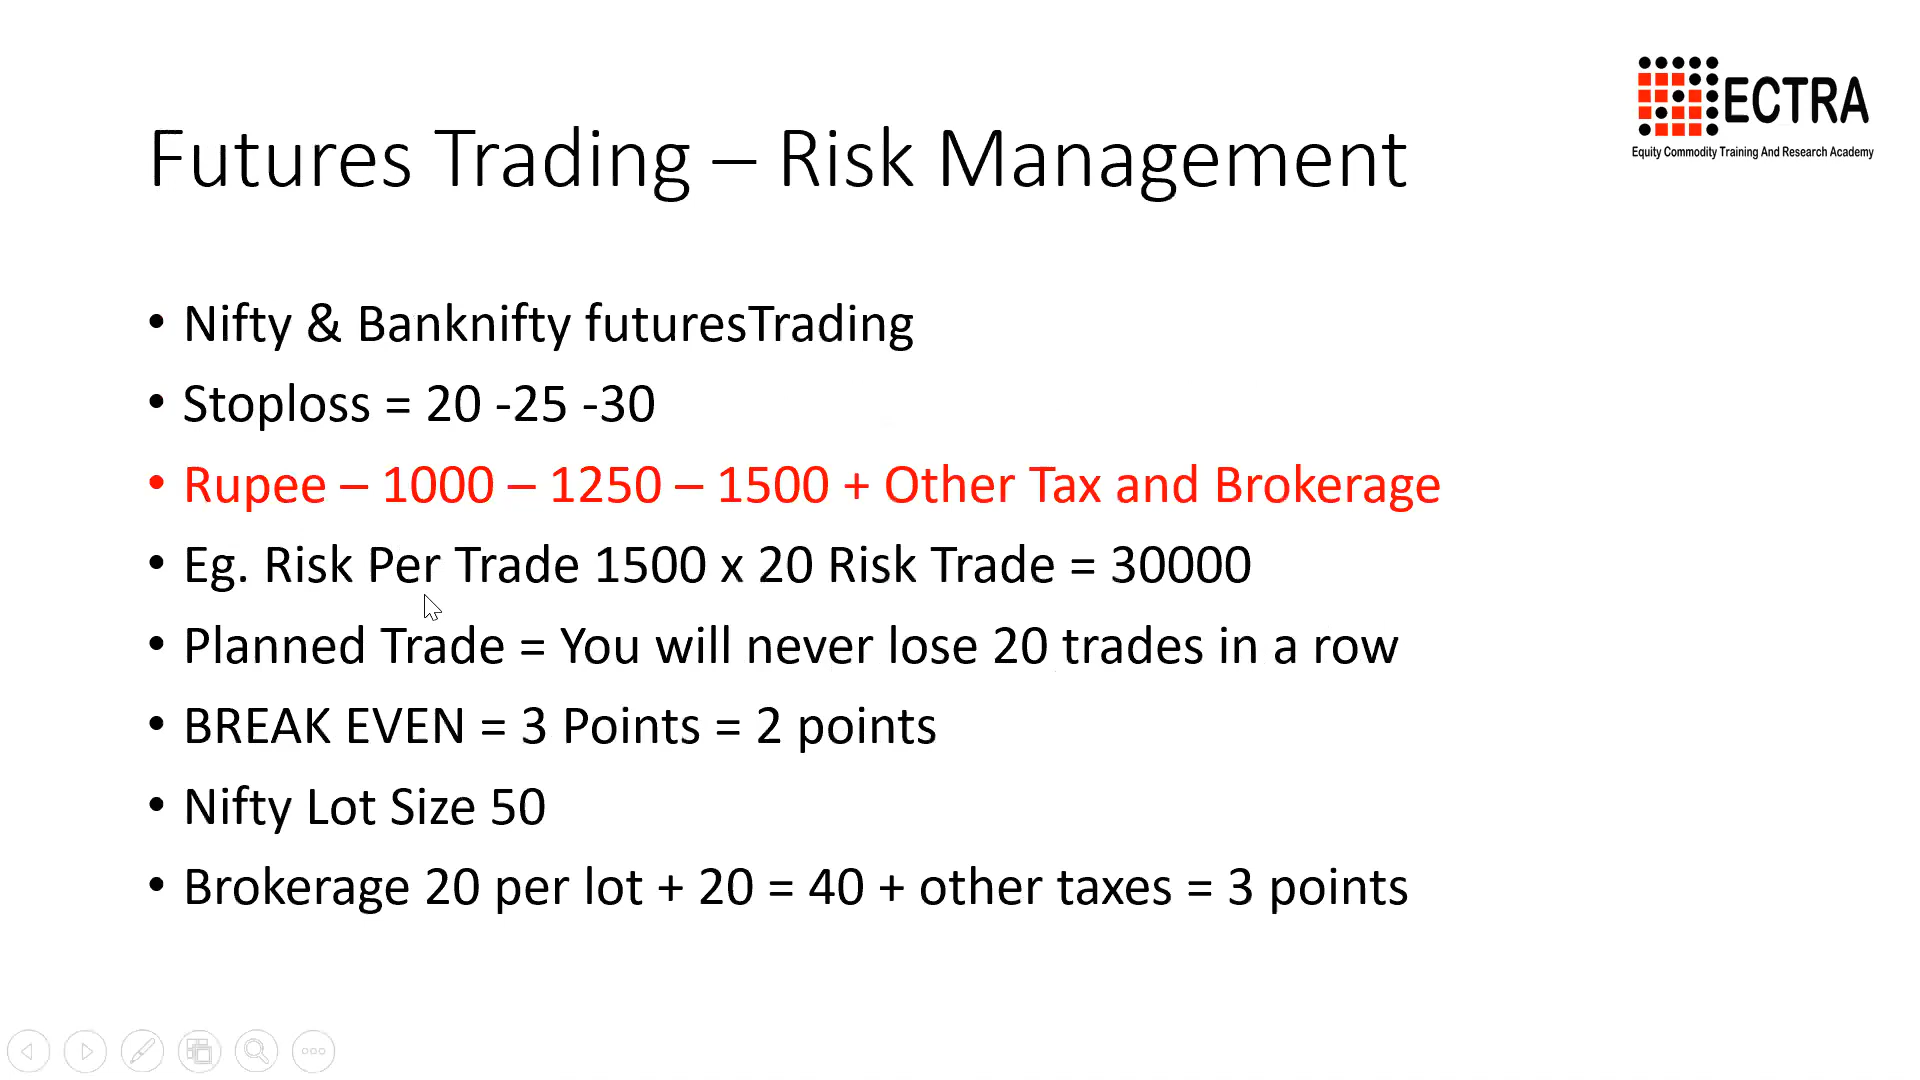 ECTRA
Equity Commodity Training And Research Academy
Futures Trading – Risk Management
• Nifty & Banknifty futuresTrading
• Stoploss = 20 -25 -30
• Rupee – 1000 – 1250 – 1500 + Other Tax and Brokerage
• Eg. Risk Per Trade 1500 x 20 Risk Trade = 30000
• Planned Trade = You will never lose 20 trades in a row
• BREAK EVEN = 3 Points = 2 points
• Nifty Lot Size 50
• Brokerage 20 per lot + 20 = 40 + other taxes = 3 points